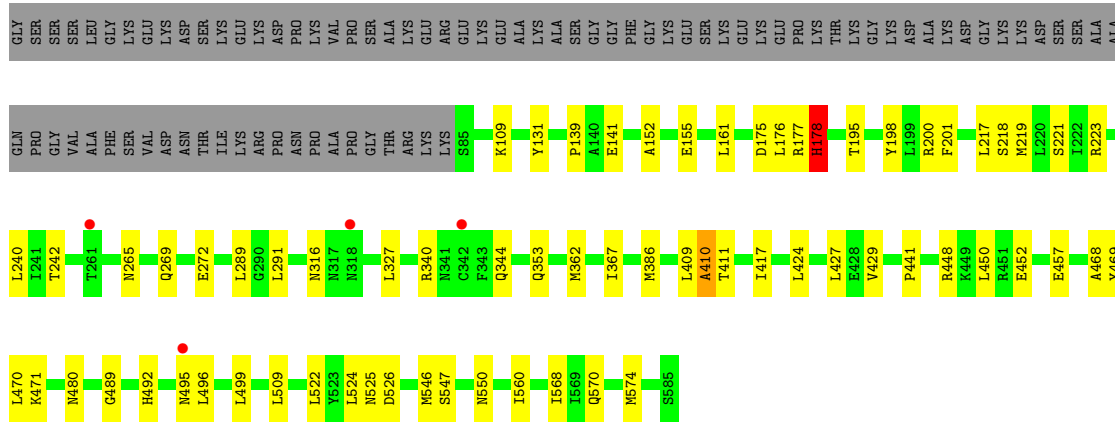 GLY SER SER SER LEU GLY LYS GLU LYS ASP SER LYS GLU LYS ASP PRO LYS VAL PRO SER ALA LYS GLU ARG GLU LYS GLU ALA LYS ALA SER GLY GLY PHE GLY LYS GLU SER LYS GLU LYS GLU PRO LYS THR LYS GLY LYS ASP ALA LYS ASP GLY LYS LYS ASP SER SER ALA ALA
GLN PRO GLY VAL ALA PHE SER VAL ASP ASN THR ILE LYS ARG PRO ASN PRO ALA PRO GLY THR ARG LYS LYS S85 K109 Y131 P139 A140 E141 A152 E155 L161 D175 L176 R177 H178 T195 Y198 L199 R200 F201 L217 S218 M219 L220 S221 I222 R223
L240 I241 T242 T261 N265 Q269 E272 L289 G290 L291 N316 N317 N318 L327 R340 N341 C342 F343 Q344 Q353 M362 I367 M386 L409 A410 T411 I417 L424 L427 E428 V429 P441 R448 K449 L450 R451 E452 E457 A468 Y469
L470 K471 N480 G489 H492 N495 L496 L499 L509 L522 Y523 L524 N525 D526 M546 S547 N550 I560 I568 I569 Q570 M574 S585